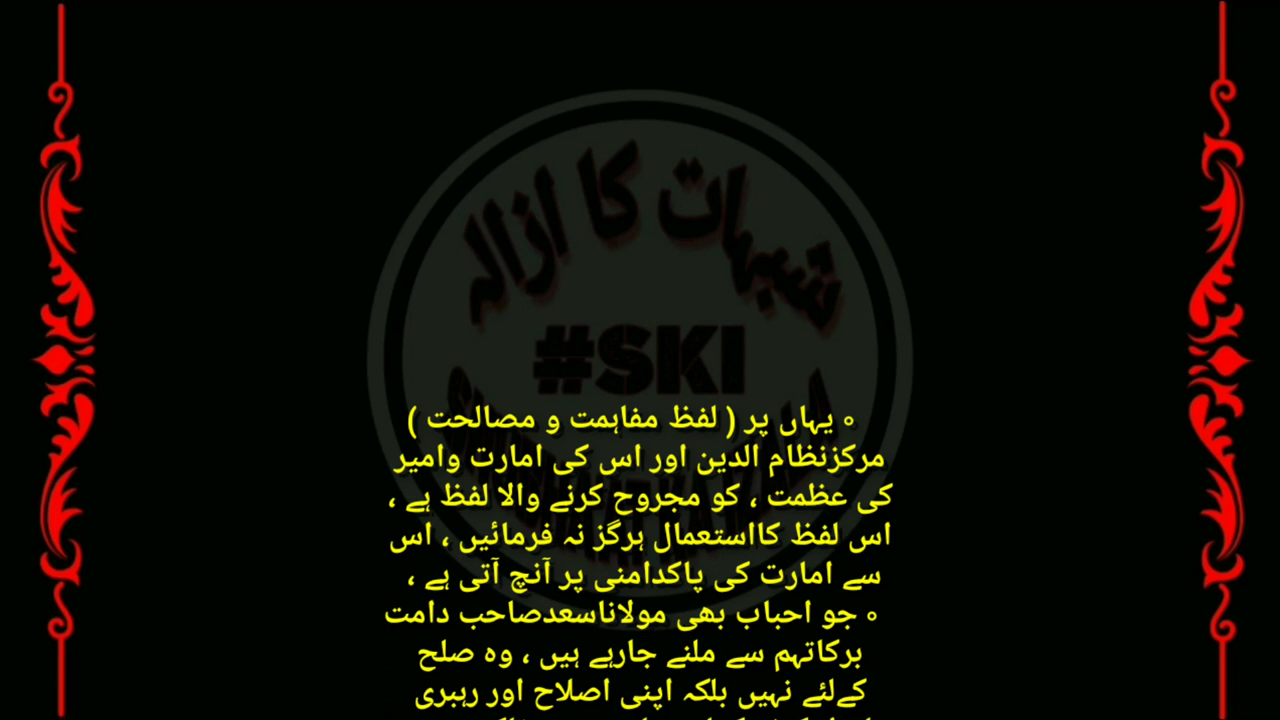 شبہات کا ازالہ
#SKI
° یہاں پر ( لفظ مفاہمت و مصالحت )
مرکزنظام الدین اور اس کی امارت وامیر
کی عظمت ، کو مجروح کرنے والا لفظ ہے ،
اس لفظ کااستعمال ہرگز نہ فرمائیں ، اس
سے امارت کی پاکدامنی پر آنچ آتی ہے ،
° جو احباب بھی مولاناسعدصاحب دامت
برکاتہم سے ملنے جارہے ہیں ، وہ صلح
کےلئے نہیں بلکہ اپنی اصلاح اور رہبری